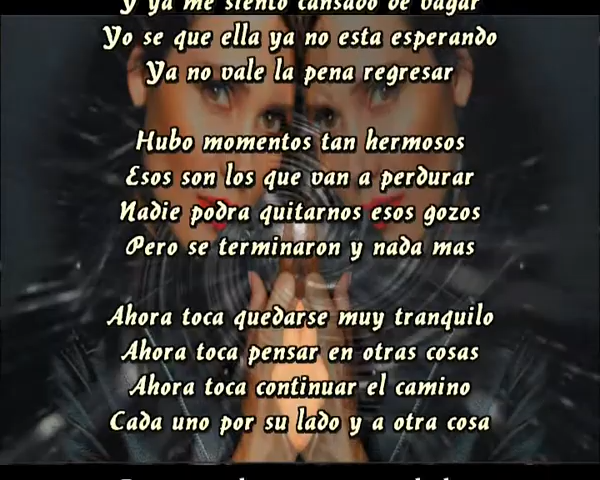 Y ya me siento cansado de vagar
Yo se que ella ya no esta esperando
Ya no vale la pena regresar
Hubo momentos tan hermosos
Esos son los que van a perdurar
Nadie podra quitarnos esos gozos
Pero se terminaron y nada mas
Ahora toca quedarse muy tranquilo
Ahora toca pensar en otras cosas
Ahora toca continuar el camino
Cada uno por su lado y a otra cosa